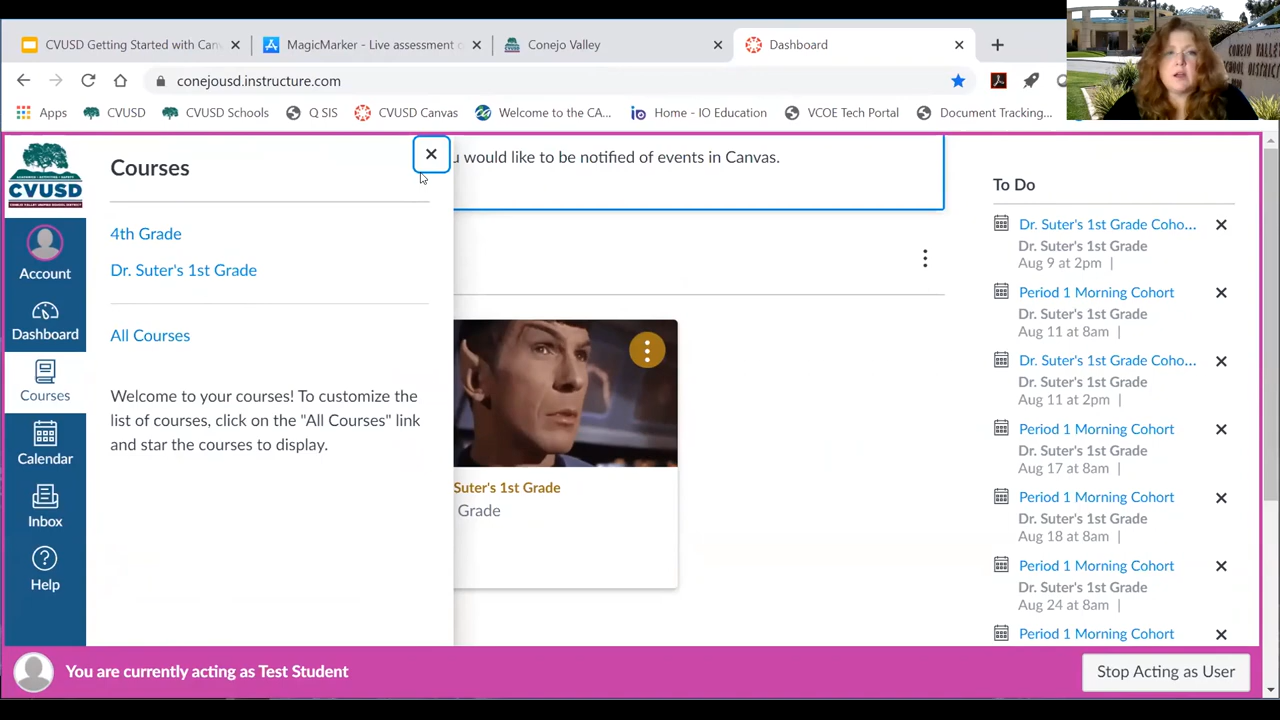 CVUSD Getting Started with Can
MagicMarker - Live assessment
Conejo Valley
Dashboard
conejousd.instructure.com
Apps
CVUSD
CVUSD Schools
Q SIS
CVUSD Canvas
Welcome to the CA...
Home - IO Education
VCOE Tech Portal
Document Tracking...
CONEJO VALLEY
SCHOOL DISTRICT
CVUSD
Account
Dashboard
Courses
Calendar
Inbox
Help
Courses
4th Grade
Dr. Suter's 1st Grade
All Courses
Welcome to your courses! To customize the
list of courses, click on the "All Courses" link
and star the courses to display.
u would like to be notified of events in Canvas.
Suter's 1st Grade
Grade
To Do
Dr. Suter's 1st Grade Coho...
Dr. Suter's 1st Grade
Aug 9 at 2pm |
Period 1 Morning Cohort
Dr. Suter's 1st Grade
Aug 11 at 8am |
Dr. Suter's 1st Grade Coho...
Dr. Suter's 1st Grade
Aug 11 at 2pm |
Period 1 Morning Cohort
Dr. Suter's 1st Grade
Aug 17 at 8am |
Period 1 Morning Cohort
Dr. Suter's 1st Grade
Aug 18 at 8am |
Period 1 Morning Cohort
Dr. Suter's 1st Grade
Aug 24 at 8am |
Period 1 Morning Cohort
You are currently acting as Test Student
Stop Acting as User